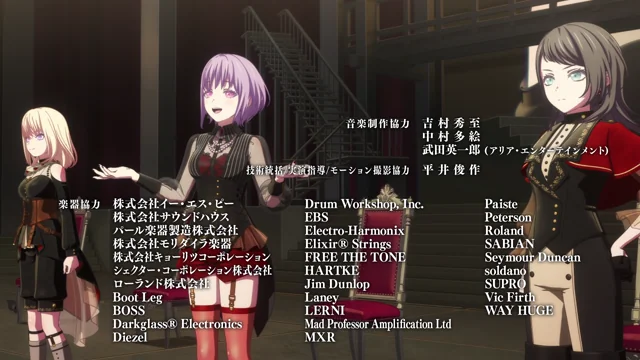 音楽制作協力 吉村秀至
中村多絵
武田英一郎 (アリア・エンターテインメント)
技術統括/実演指導/モーション撮影協力 平井俊作
楽器協力 株式会社イー・エス・ピー
株式会社サウンドハウス
パール楽器製造株式会社
株式会社モリダイラ楽器
株式会社キョーリツコーポレーション
シェクター・コーポレーション株式会社
ローランド株式会社
Boot Leg
BOSS
Darkglass® Electronics
Diezel
Drum Workshop, Inc.
EBS
Electro-Harmonix
Elixir® Strings
FREE THE TONE
HARTKE
Jim Dunlop
Laney
LERNI
Mad Professor Amplification Ltd
MXR
Paiste
Peterson
Roland
SABIAN
Seymour Duncan
soldano
SUPRO
Vic Firth
WAY HUGE